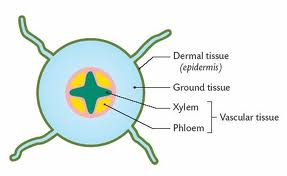 Dermal tissue
(epidermis)
Ground tissue
Xylem
Phloem
Vascular tissue